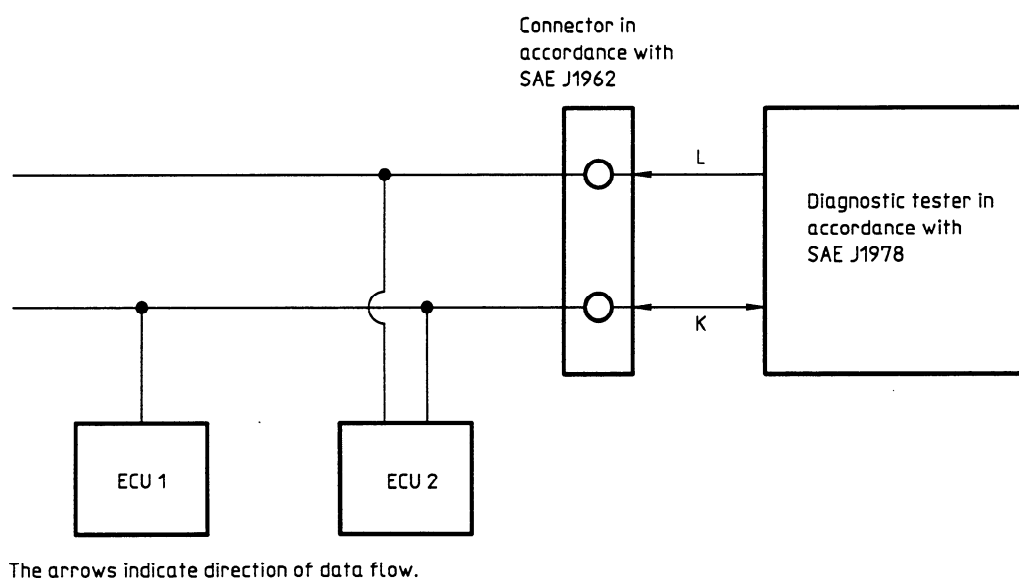 Connector in
accordance with
SAE J1962
L
Diagnostic tester in
accordance with
SAE J1978
K
ECU 1
ECU 2
The arrows indicate direction of data flow.